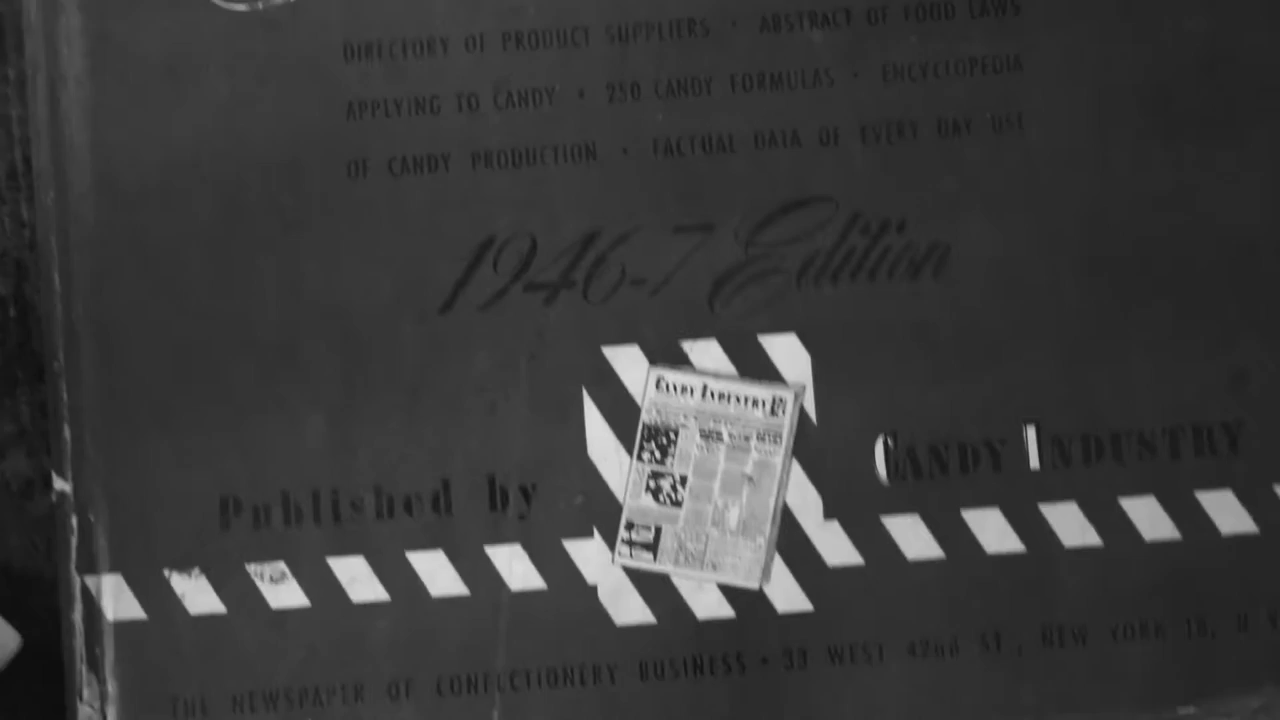 DIRECTORY OF PRODUCT SUPPLIERS • ABSTRACT OF FOOD LAWS
APPLYING TO CANDY • 250 CANDY FORMULAS • ENCYCLOPEDIA
OF CANDY PRODUCTION • FACTUAL DATA OF EVERY DAY USE
1946-7 Edition
CANDY INDUSTRY
Published by
CANDY INDUSTRY
THE NEWSPAPER OF CONFECTIONERY BUSINESS • 33 WEST 42nd ST., NEW YORK 18, U